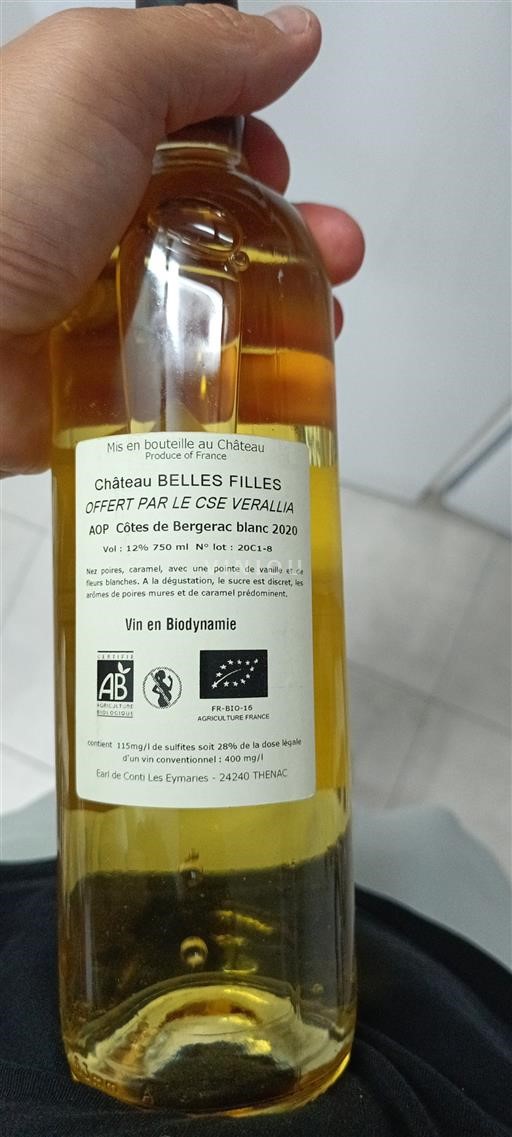 Mis en bouteille au Château
Produce of France
Château BELLES FILLES
OFFERT PAR LE CSE VERALLIA
AOP Côtes de Bergerac blanc 2020
Vol : 12% 750 ml N° lot : 20C1-8
Nez poires, caramel, avec une pointe de vanille et de
fleurs blanches. A la dégustation, le sucre est discret, les
arômes de poires mures et de caramel prédominent.
Vin en Biodynamie
CERTIFIÉ
AB
AGRICULTURE
BIOLOGIQUE
FR-BIO-16
AGRICULTURE FRANCE
contient 115mg/l de sulfites soit 28% de la dose légale
d'un vin conventionnel : 400 mg/l
Earl de Conti Les Eymaries - 24240 THENAC